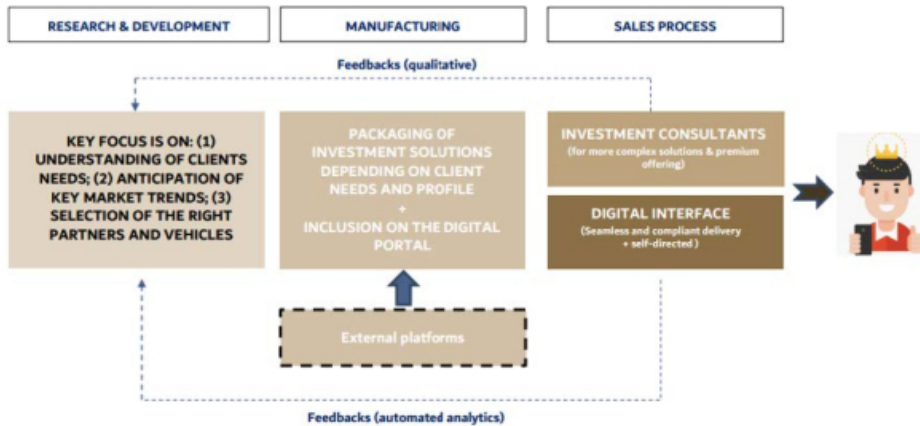 RESEARCH & DEVELOPMENT
MANUFACTURING
SALES PROCESS
Feedbacks (qualitative)
KEY FOCUS IS ON: (1)
UNDERSTANDING OF CLIENTS
NEEDS; (2) ANTICIPATION OF
KEY MARKET TRENDS; (3)
SELECTION OF THE RIGHT
PARTNERS AND VEHICLES
PACKAGING OF
INVESTMENT SOLUTIONS
DEPENDING ON CLIENT
NEEDS AND PROFILE
+
INCLUSION ON THE DIGITAL
PORTAL
INVESTMENT CONSULTANTS
(for more complex solutions & premium
offering)
DIGITAL INTERFACE
(Seamless and compliant delivery
+ self-directed)
External platforms
Feedbacks (automated analytics)